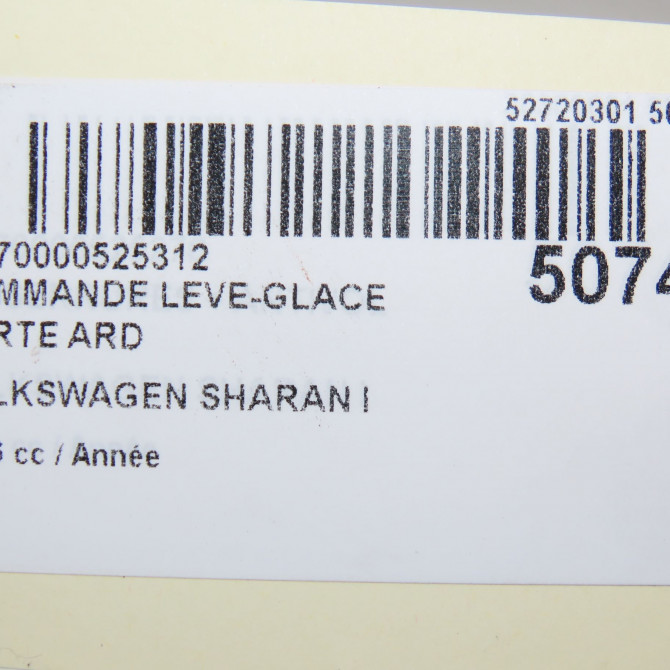 52720301 50
70000525312
5074
MMANDE LEVE-GLACE
RTE ARD
LKSWAGEN SHARAN I
cc / Année